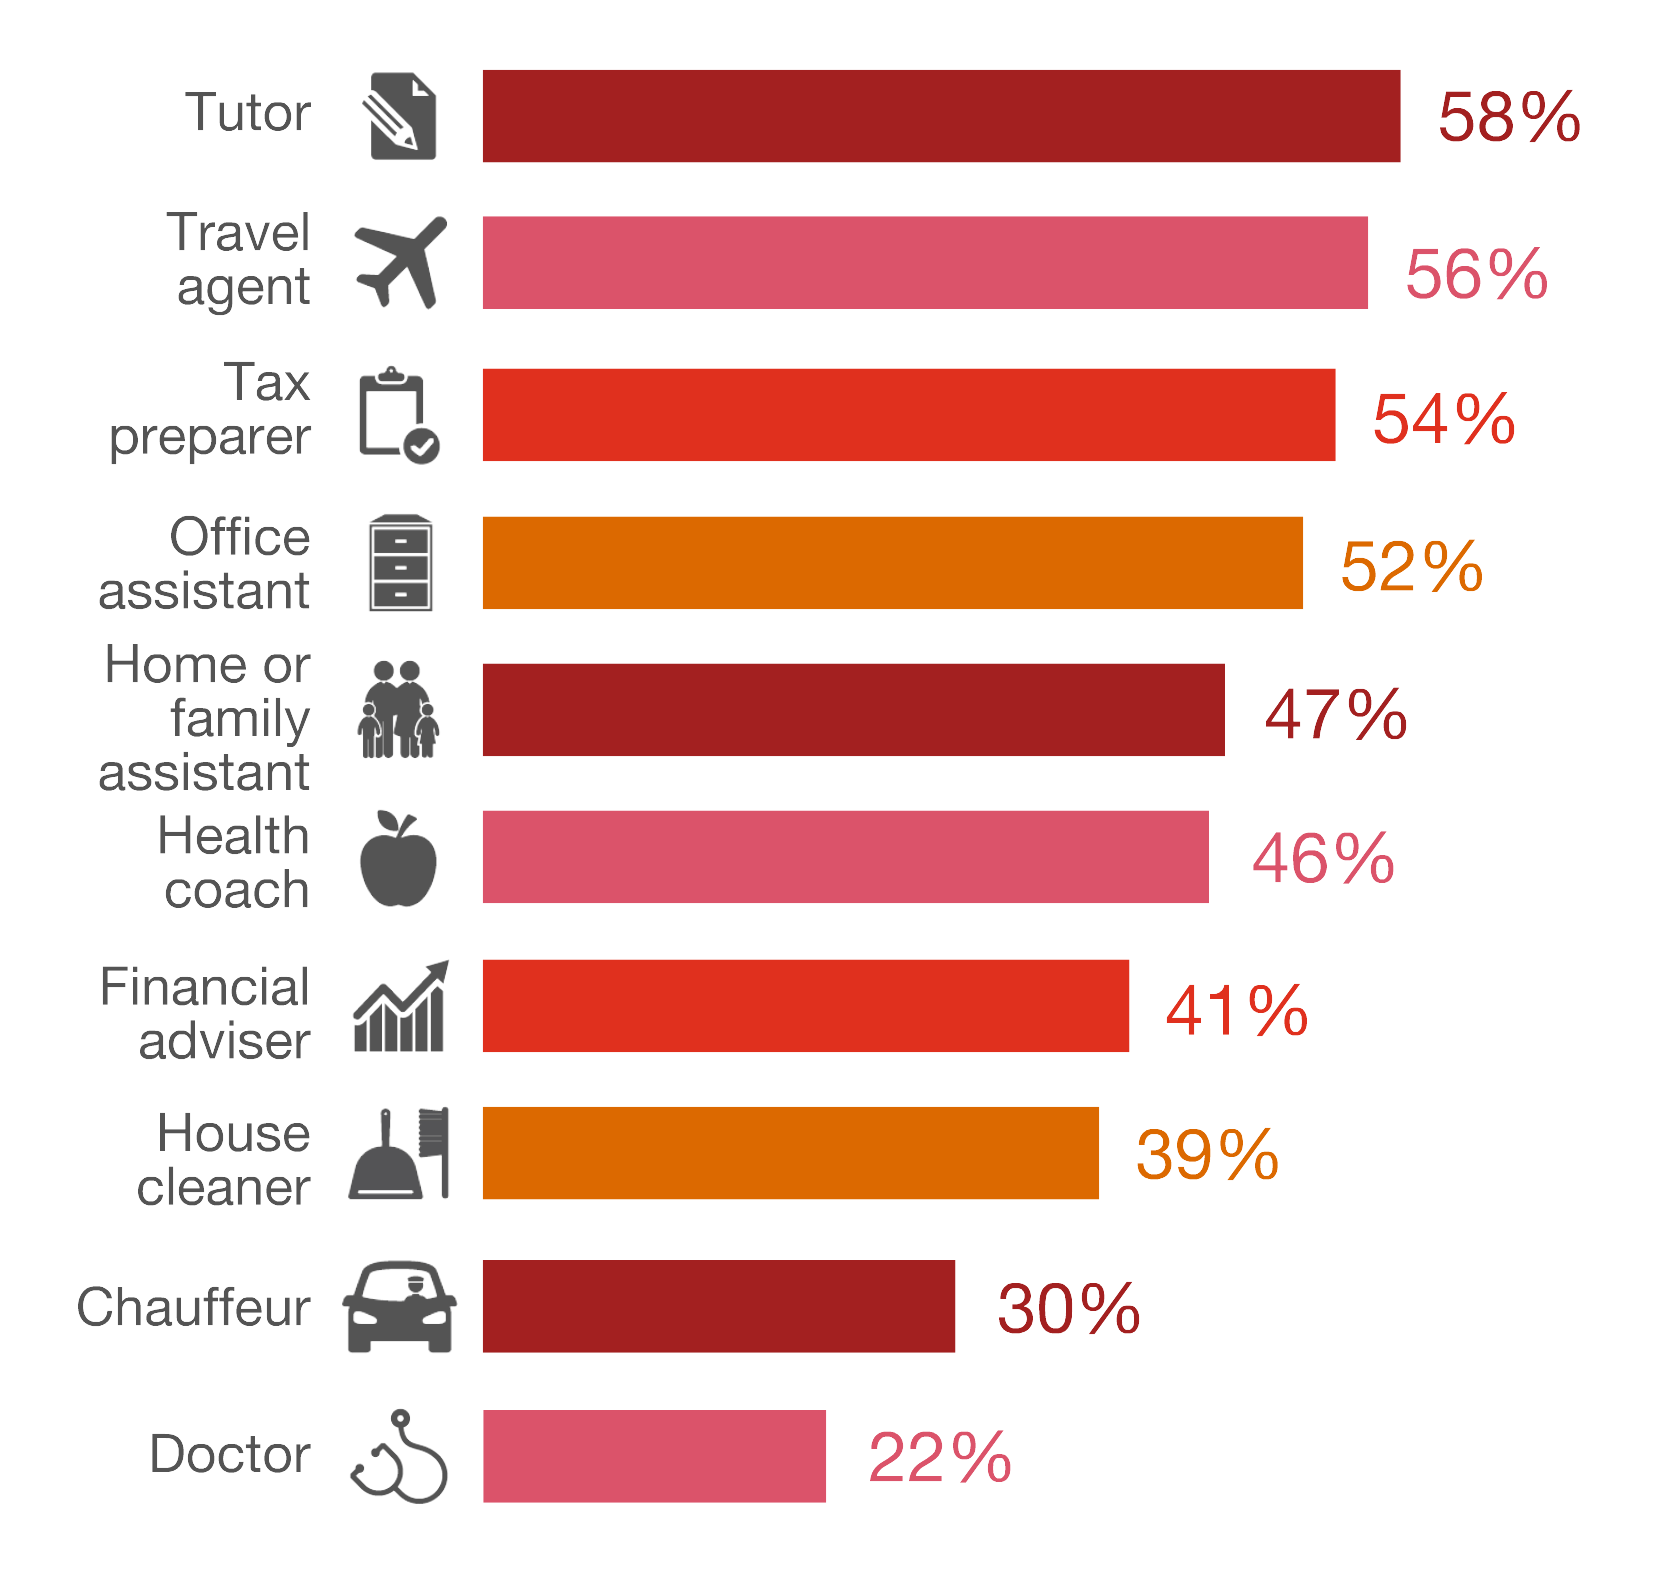 Tutor
58%
Travel
agent
56%
Tax
preparer
54%
Office
assistant
52%
Home or
family
assistant
47%
Health
coach
46%
Financial
adviser
41%
House
cleaner
39%
Chauffeur
30%
Doctor
22%